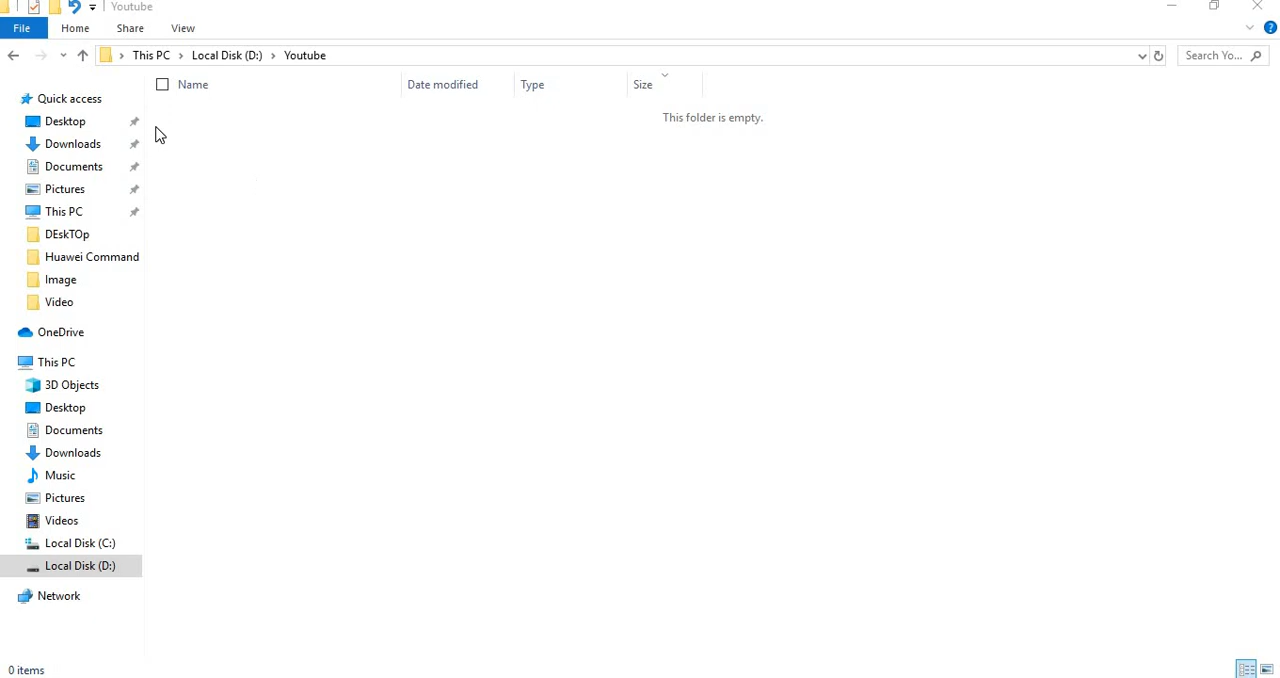 Youtube
File Home Share View
This PC Local Disk (D:) Youtube
Search Yo...
Name Date modified Type Size
This folder is empty.
Quick access
Desktop
Downloads
Documents
Pictures
This PC
DEskTOp
Huawei Command
Image
Video
OneDrive
This PC
3D Objects
Desktop
Documents
Downloads
Music
Pictures
Videos
Local Disk (C:)
Local Disk (D:)
Network
0 items